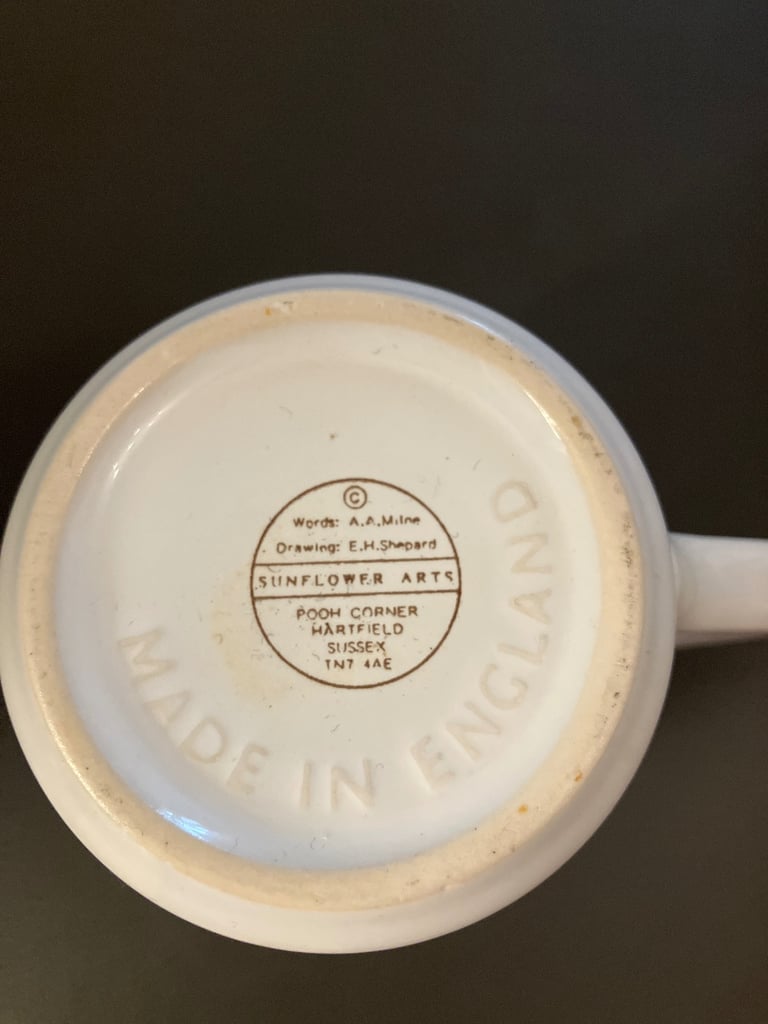 ©
Words: A.A.Milne
Drawing: E.H.Shepard
SUNFLOWER ARTS
POOH CORNER
HARTFIELD
SUSSEX
TN7 4AE
MADE IN ENGLAND